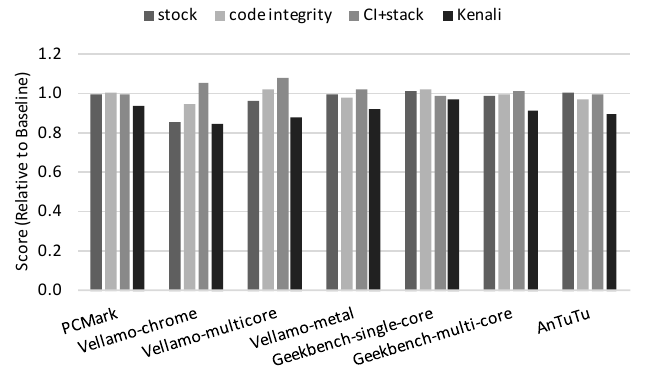 stock code integrity CI+stack Kenali
Score (Relative to Baseline)
1.2
1.0
0.8
0.6
0.4
0.2
0.0
PCMark
Vellamo-chrome
Vellamo-multicore
Vellamo-metal
Geekbench-single-core
Geekbench-multi-core
AnTuTu